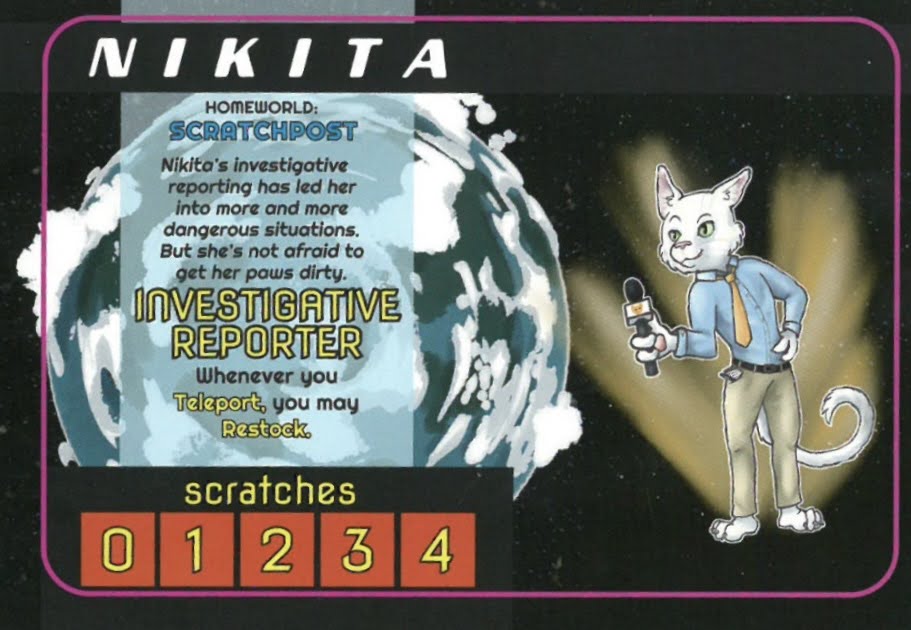 NIKITA
HOMEWORLD:
SCRATCHPOST
Nikita's investigative
reporting has led her
into more and more
dangerous situations.
But she's not afraid to
get her paws dirty.
INVESTIGATIVE
REPORTER
Whenever you
Teleport, you may
Restock.
scratches
0 1 2 3 4